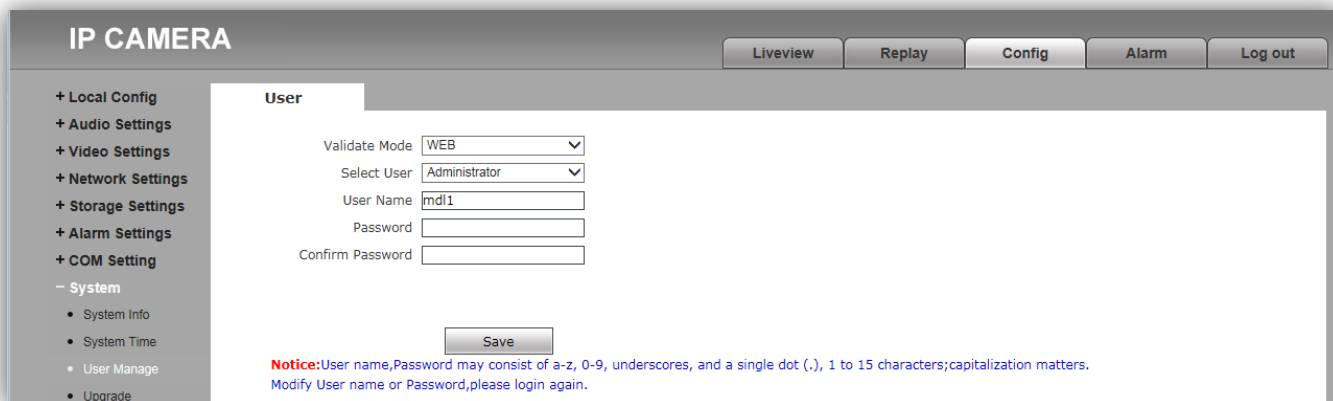 IP CAMERA
Liveview Replay Config Alarm Log out
+ Local Config
+ Audio Settings
+ Video Settings
+ Network Settings
+ Storage Settings
+ Alarm Settings
+ COM Setting
− System
• System Info
• System Time
• User Manage
• Upgrade
User
Validate Mode WEB
Select User Administrator
User Name mdl1
Password
Confirm Password
Save
Notice:User name,Password may consist of a-z, 0-9, underscores, and a single dot (.), 1 to 15 characters;capitalization matters.
Modify User name or Password,please login again.